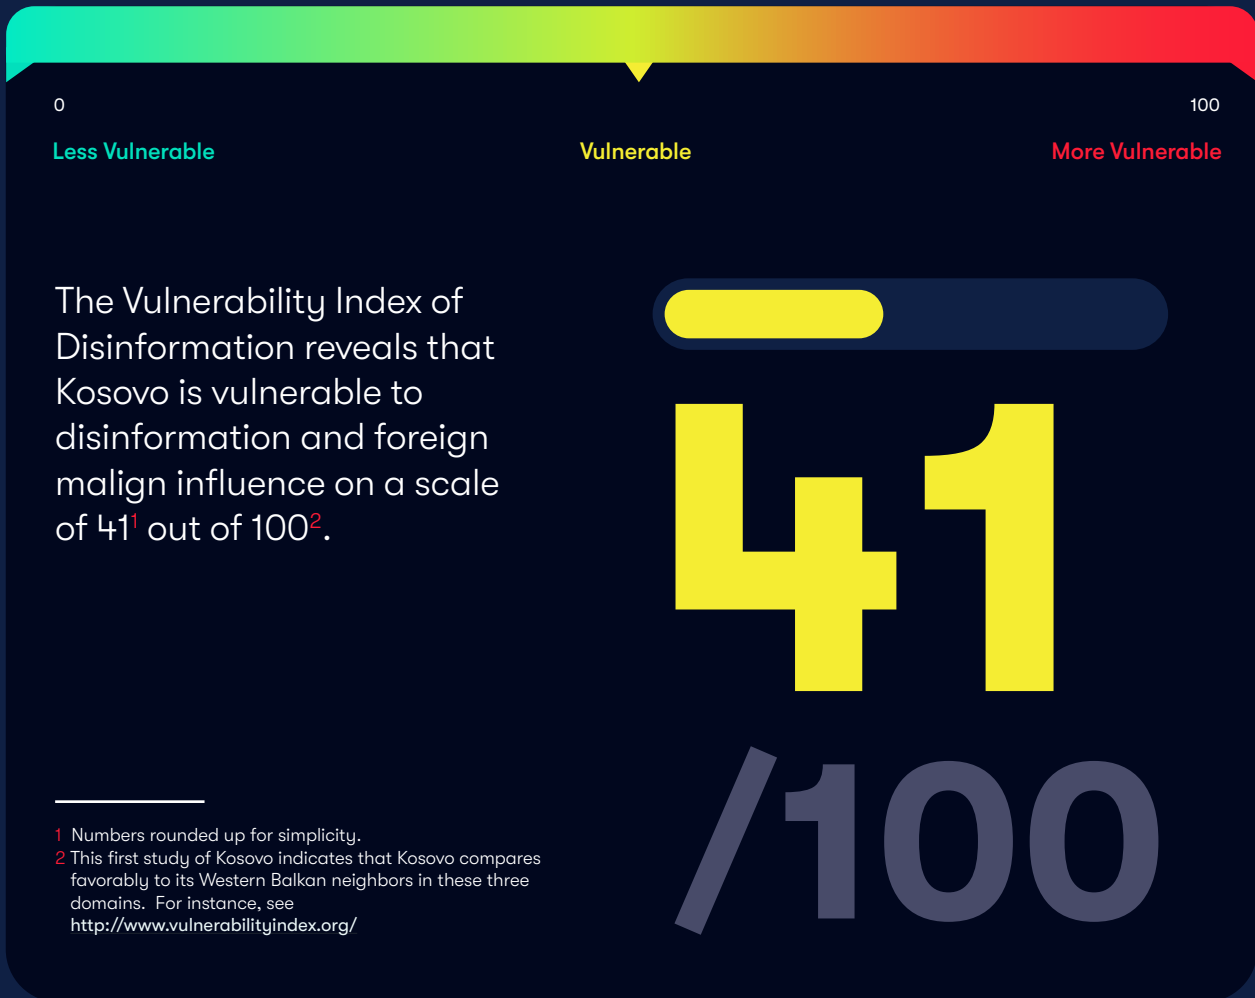 0
100
Less Vulnerable
Vulnerable
More Vulnerable
The Vulnerability Index of
Disinformation reveals that
Kosovo is vulnerable to
disinformation and foreign
malign influence on a scale
of 41¹ out of 100².
41
/100
1 Numbers rounded up for simplicity.
2 This first study of Kosovo indicates that Kosovo compares
favorably to its Western Balkan neighbors in these three
domains. For instance, see
http://www.vulnerabilityindex.org/